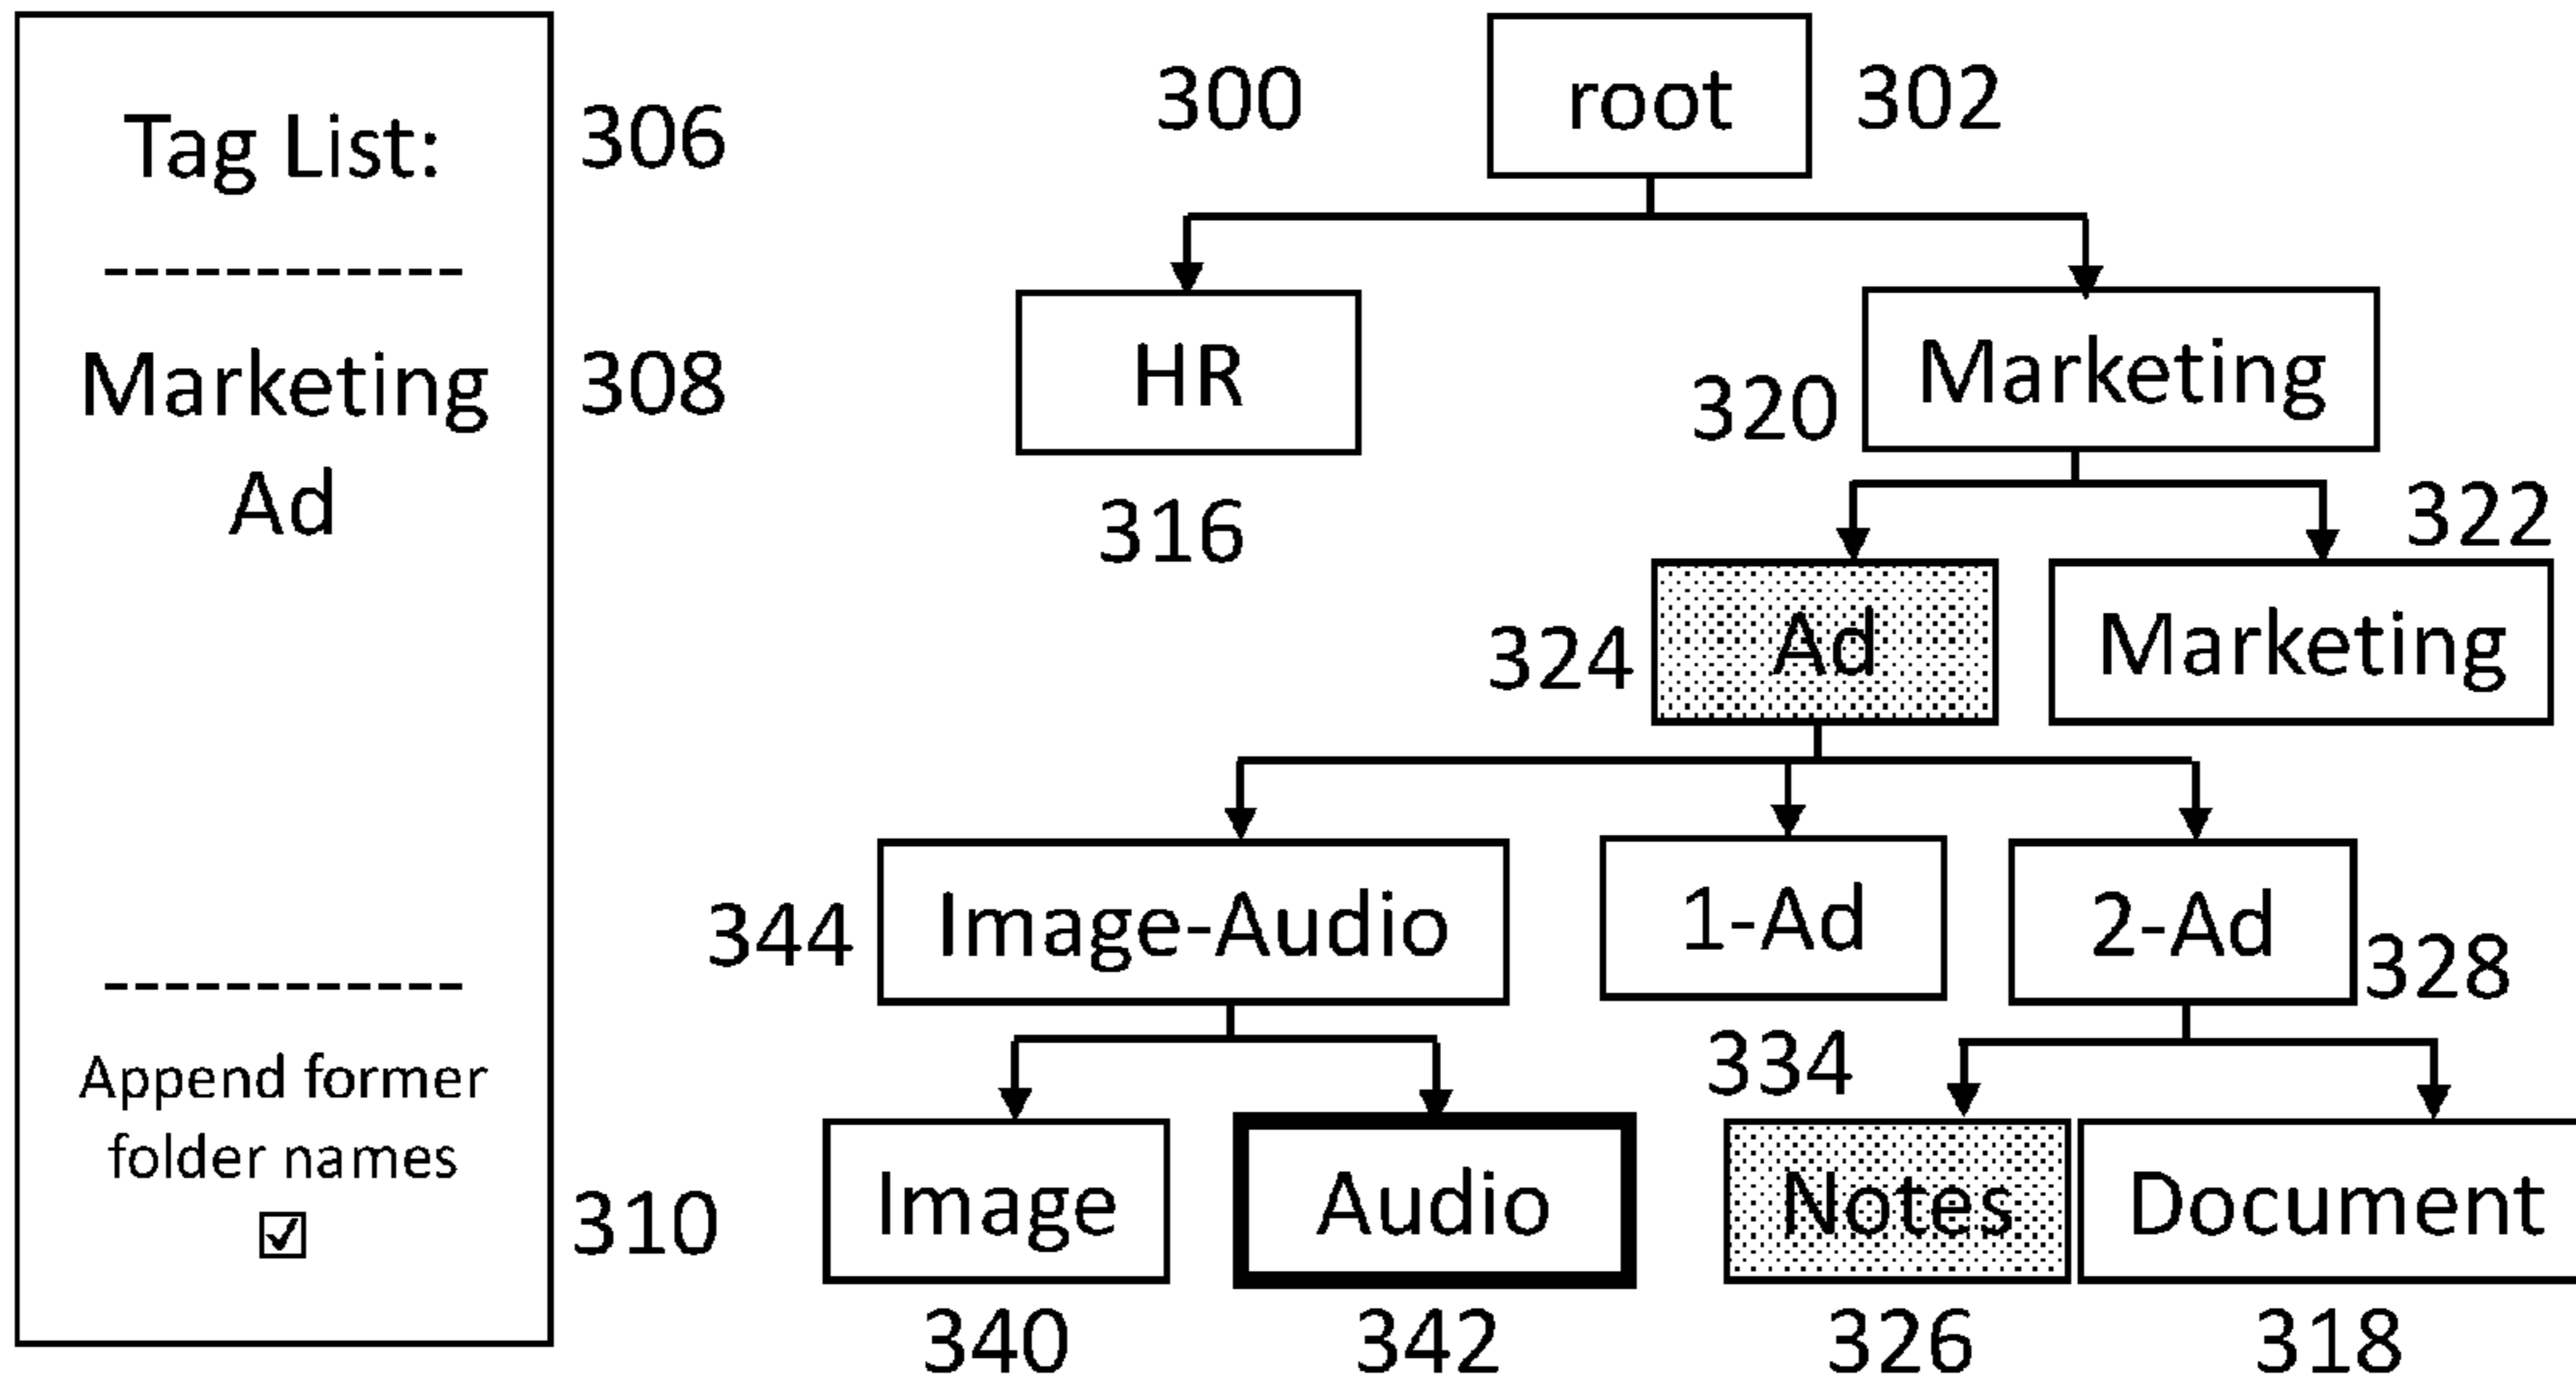 Tag List:
306
-------------
Marketing
308
Ad
-------------
Append former
folder names
☑
310
300
root
302
HR
316
320
Marketing
322
324
Ad
Marketing
344
Image-Audio
1-Ad
2-Ad
328
334
Image
Audio
Notes
Document
340
342
326
318